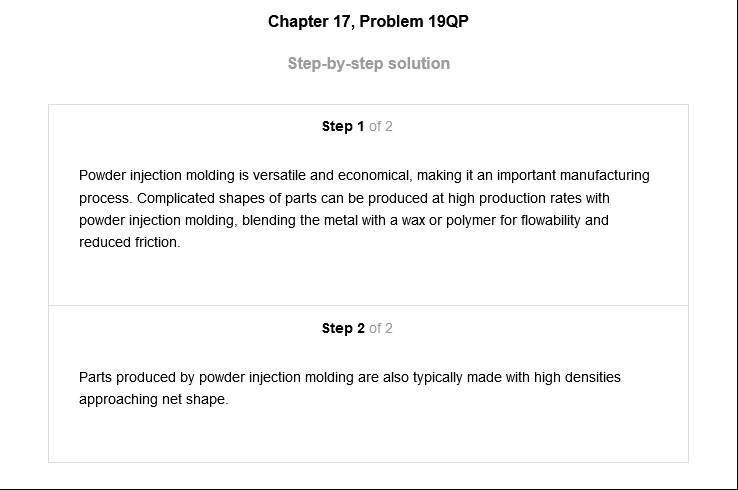 Chapter 17, Problem 19QP
Step-by-step solution
Step 1 of 2
Powder injection molding is versatile and economical, making it an important manufacturing
process. Complicated shapes of parts can be produced at high production rates with
powder injection molding, blending the metal with a wax or polymer for flowability and
reduced friction.
Step 2 of 2
Parts produced by powder injection molding are also typically made with high densities
approaching net shape.